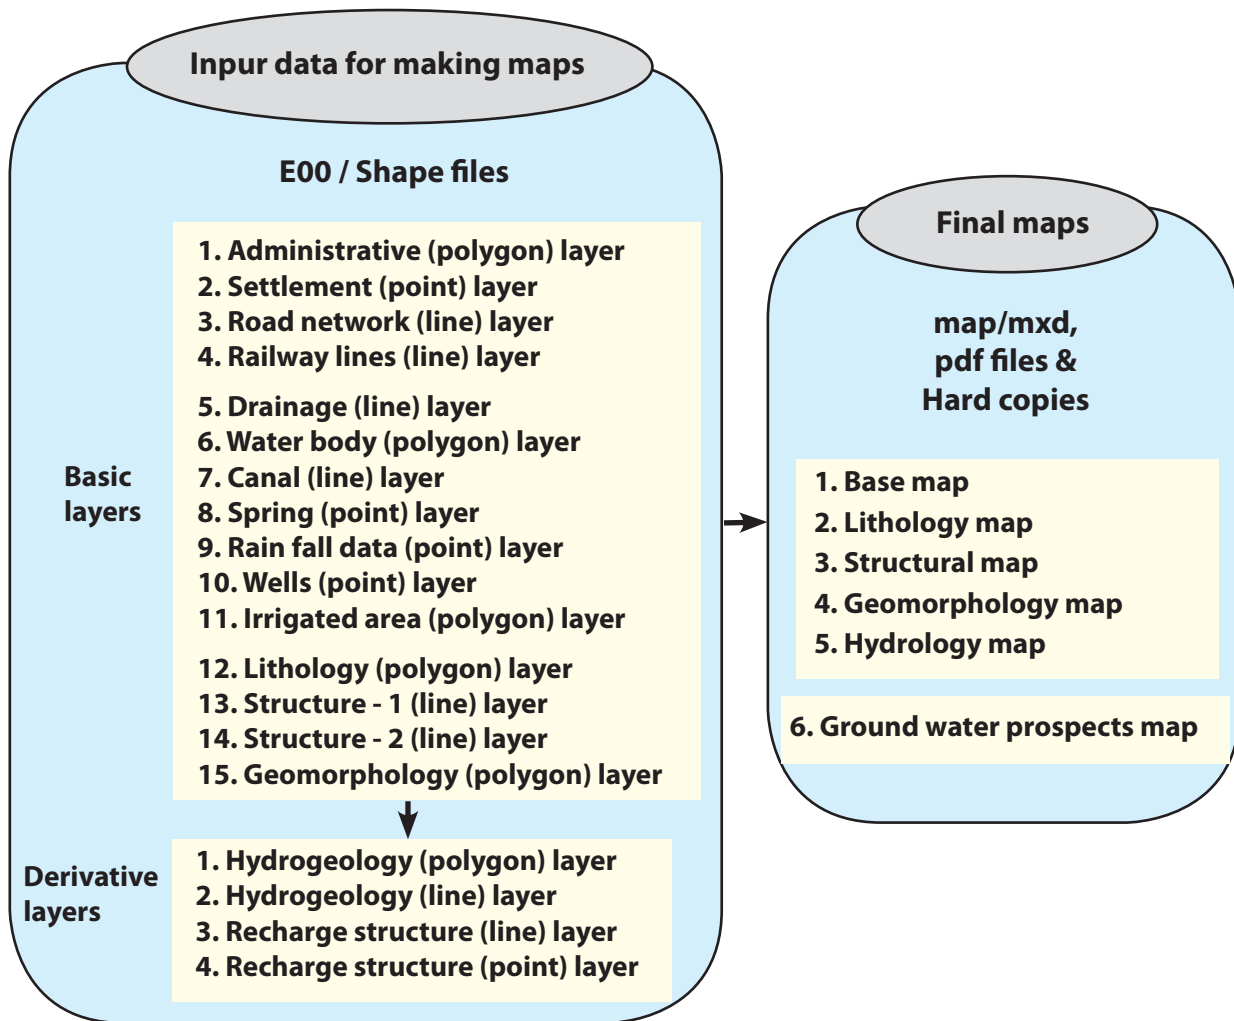 Inpur data for making maps
E00 / Shape files
Basic
layers
1. Administrative (polygon) layer
2. Settlement (point) layer
3. Road network (line) layer
4. Railway lines (line) layer
5. Drainage (line) layer
6. Water body (polygon) layer
7. Canal (line) layer
8. Spring (point) layer
9. Rain fall data (point) layer
10. Wells (point) layer
11. Irrigated area (polygon) layer
12. Lithology (polygon) layer
13. Structure - 1 (line) layer
14. Structure - 2 (line) layer
15. Geomorphology (polygon) layer
Derivative
layers
1. Hydrogeology (polygon) layer
2. Hydrogeology (line) layer
3. Recharge structure (line) layer
4. Recharge structure (point) layer
Final maps
map/mxd,
pdf files &
Hard copies
1. Base map
2. Lithology map
3. Structural map
4. Geomorphology map
5. Hydrology map
6. Ground water prospects map